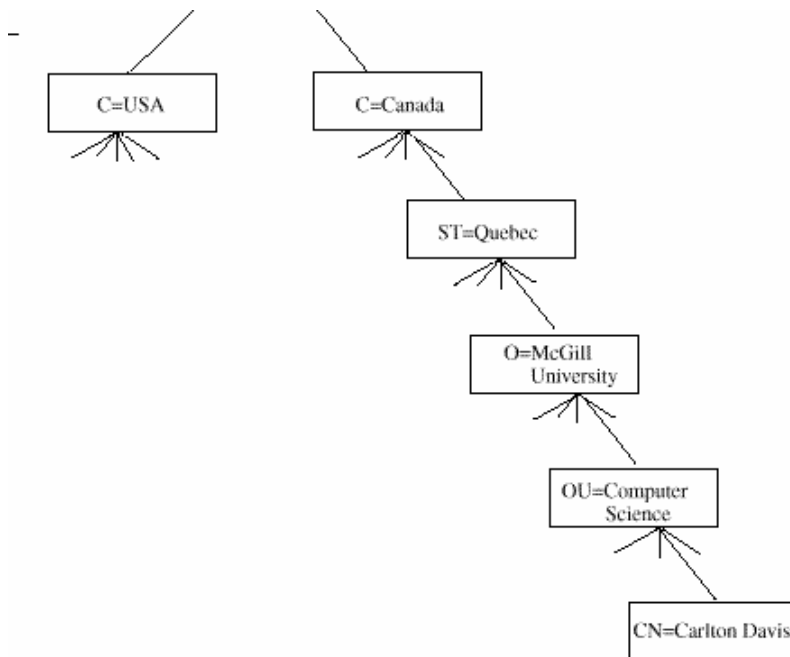 C=USA
C=Canada
ST=Quebec
O=McGill
University
OU=Computer
Science
CN=Carlton Davis